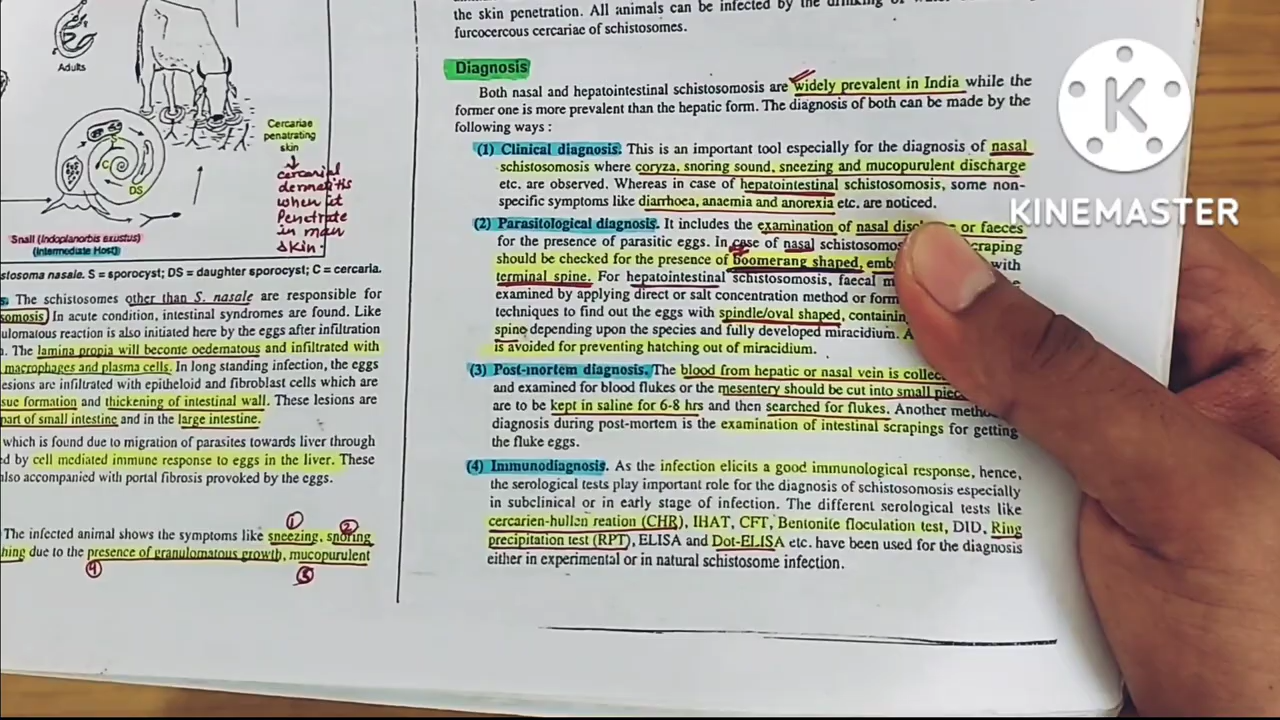 Adults
Cercariae
penatrating
skin
cercarial
dermatitis
when it
Penetrate
in man
skin.
C
DS
Snail (Indoplanorbis exustus)
(Intermediate Host)
stosoma nasale. S = sporocyst; DS = daughter sporocyst; C = cercaria.
s. The schistosomes other than S. nasale are responsible for
somosis) In acute condition, intestinal syndromes are found. Like
ulomatous reaction is also initiated here by the eggs after infiltration
. The lamina propia will become oedematous and infiltrated with
macrophages and plasma cells. In long standing infection, the eggs
esions are infiltrated with epitheloid and fibroblast cells which are
sue formation and thickening of intestinal wall. These lesions are
part of small intestine and in the large intestine.
which is found due to migration of parasites towards liver through
ed by cell mediated immune response to eggs in the liver. These
also accompanied with portal fibrosis provoked by the eggs.
1 2
The infected animal shows the symptoms like sneezing, snoring
hing due to the presence of granulomatous growth, mucopurulent
4 3
the skin penetration. All animals can be infected by the drinking of
furcocercous cercariae of schistosomes.
Diagnosis
Both nasal and hepatointestinal schistosomosis are widely prevalent in India while the
former one is more prevalent than the hepatic form. The diagnosis of both can be made by the
following ways :
(1) Clinical diagnosis. This is an important tool especially for the diagnosis of nasal
schistosomosis where coryza, snoring sound, sneezing and mucopurulent discharge
etc. are observed. Whereas in case of hepatointestinal schistosomosis, some non-
specific symptoms like diarrhoea, anaemia and anorexia etc. are noticed.
(2) Parasitological diagnosis. It includes the examination of nasal or faeces
for the presence of parasitic eggs. In case of nasal craping
should be checked for the presence of boomerang shaped, with
terminal spine. For hepatointestinal schistosomosis, faecal
examined by applying direct or salt concentration method or
techniques to find out the eggs with spindle/oval shaped,
spine depending upon the species and fully developed miracidium.
is avoided for preventing hatching out of miracidium.
(3) Post-mortem diagnosis. The blood from hepatic or nasal vein is
and examined for blood flukes or the mesentery should be cut into small
are to be kept in saline for 6-8 hrs and then searched for flukes. Another
diagnosis during post-mortem is the examination of intestinal scrapings for getting
the fluke eggs.
(4) Immunodiagnosis. As the infection elicits a good immunological response, hence,
the serological tests play important role for the diagnosis of schistosomosis especially
in subclinical or in early stage of infection. The different serological tests like
cercarien-hullen reation (CHR), IHAT, CFT, Bentonite floculation test, DID, Ring
precipitation test (RPT), ELISA and Dot-ELISA etc. have been used for the diagnosis
either in experimental or in natural schistosome infection.
K
KINEMASTER